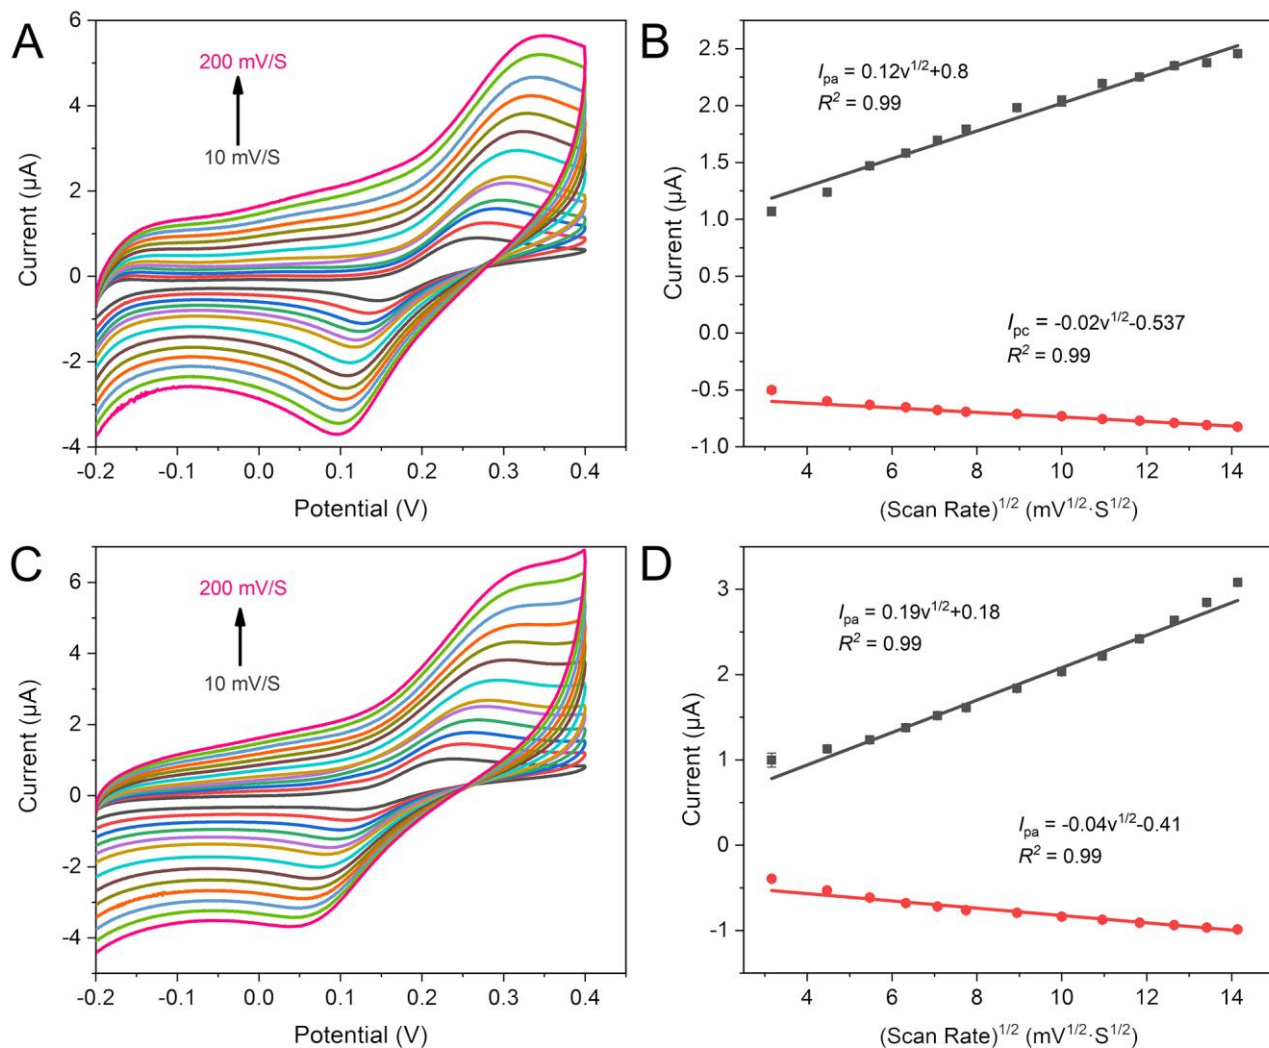 A
200 mV/S
10 mV/S
Current (μA)
6
4
2
0
-2
-4
-0.2 -0.1 0.0 0.1 0.2 0.3 0.4
Potential (V)
B
I_pa = 0.12v^1/2+0.8
R² = 0.99
I_pc = -0.02v^1/2-0.537
R² = 0.99
Current (μA)
2.5
2.0
1.5
1.0
0.5
0.0
-0.5
-1.0
4 6 8 10 12 14
(Scan Rate)^1/2 (mV^1/2·S^1/2)
C
200 mV/S
10 mV/S
Current (μA)
6
4
2
0
-2
-4
-0.2 -0.1 0.0 0.1 0.2 0.3 0.4
Potential (V)
D
I_pa = 0.19v^1/2+0.18
R² = 0.99
I_pa = -0.04v^1/2-0.41
R² = 0.99
Current (μA)
3
2
1
0
-1
4 6 8 10 12 14
(Scan Rate)^1/2 (mV^1/2·S^1/2)